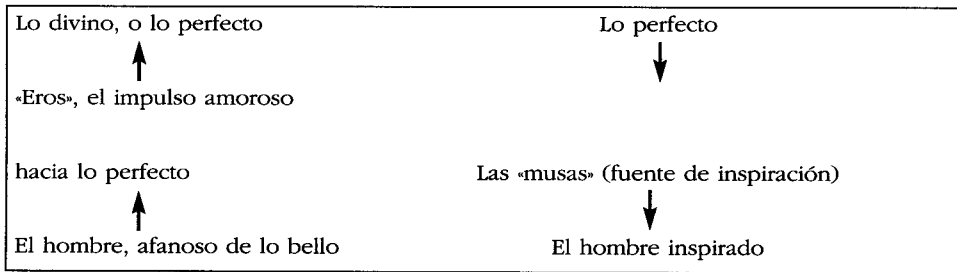 Lo divino, o lo perfecto
«Eros», el impulso amoroso
hacia lo perfecto
El hombre, afanoso de lo bello
Lo perfecto
Las «musas» (fuente de inspiración)
El hombre inspirado